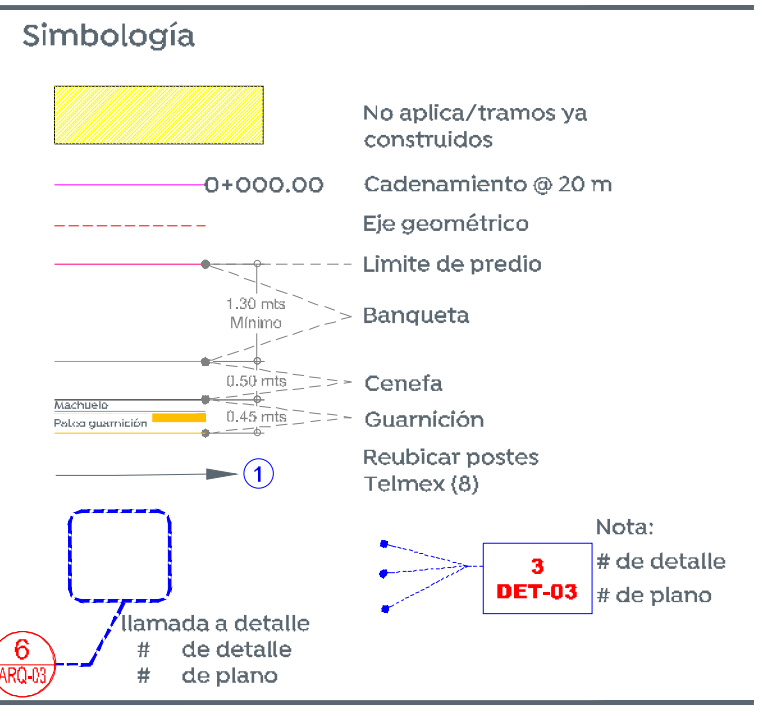 Simbología
No aplica/tramos ya
construidos
0+000.00
Cadenamiento @ 20 m
Eje geométrico
Limite de predio
1.30 mts
Mínimo
Banqueta
0.50 mts
Cenefa
Machuelo
Patea guarnición
0.45 mts
Guarnición
1
Reubicar postes
Telmex (8)
Nota:
3
# de detalle
DET-03
# de plano
llamada a detalle
6
# de detalle
ARQ-03
# de plano